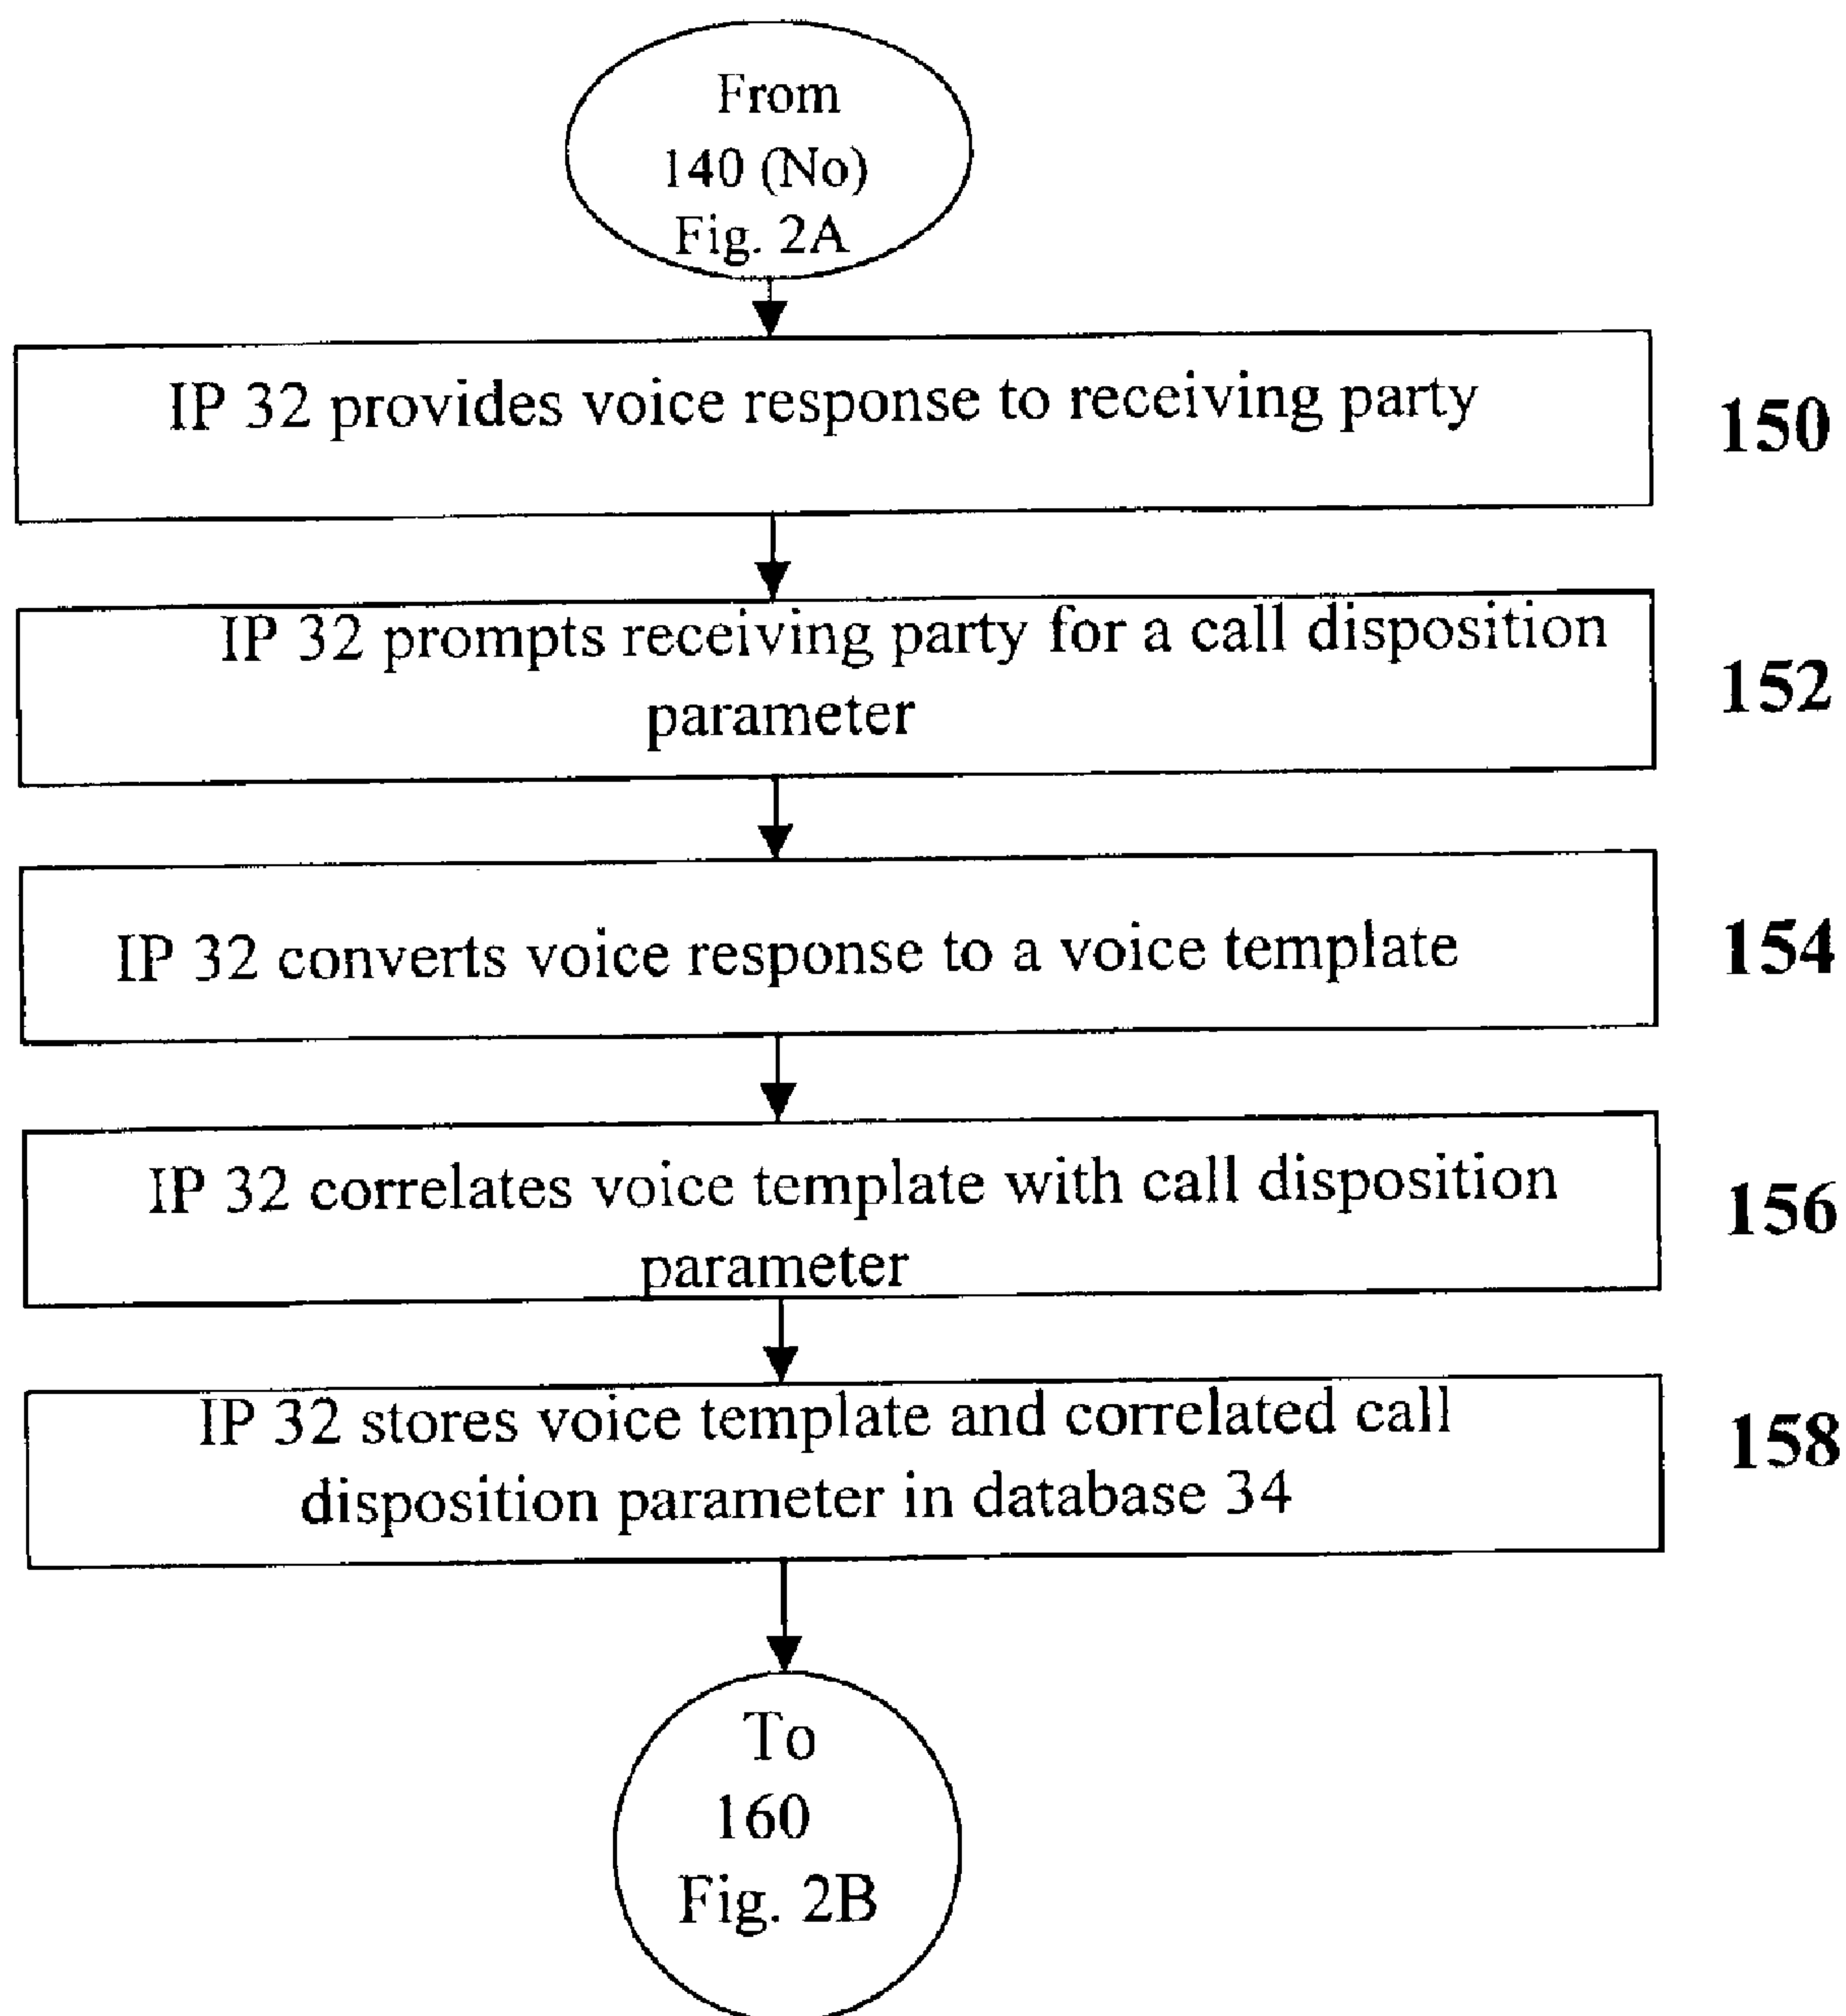 From
140 (No)
Fig. 2A
IP 32 provides voice response to receiving party
150
IP 32 prompts receiving party for a call disposition
parameter
152
IP 32 converts voice response to a voice template
154
IP 32 correlates voice template with call disposition
parameter
156
IP 32 stores voice template and correlated call
disposition parameter in database 34
158
To
160
Fig. 2B